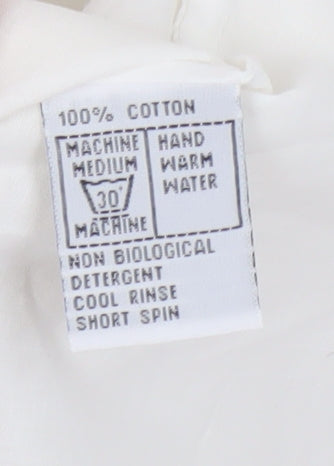 100% COTTON
MACHINE
MEDIUM
30°
MACHINE
HAND
WARM
WATER
NON BIOLOGICAL
DETERGENT
COOL RINSE
SHORT SPIN